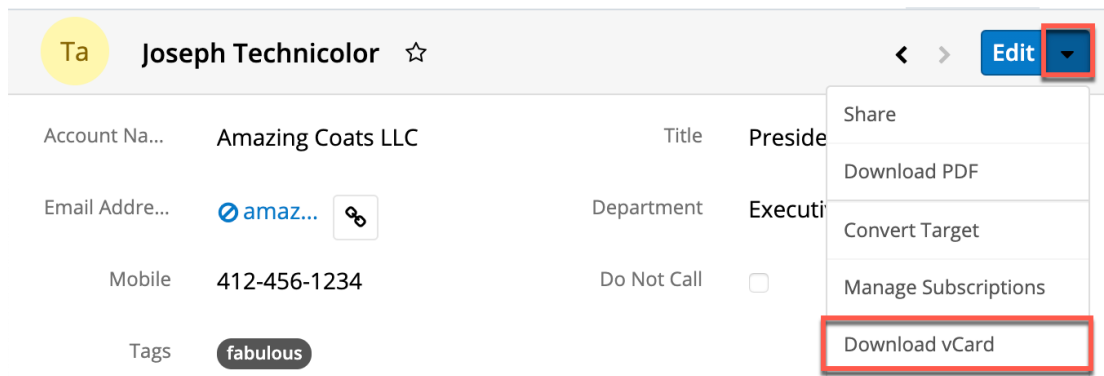 Ta
Joseph Technicolor
Edit
Share
Account Na...
Amazing Coats LLC
Title
Preside
Download PDF
Email Addre...
amaz...
Department
Executi
Convert Target
Mobile
412-456-1234
Do Not Call
Manage Subscriptions
Tags
fabulous
Download vCard